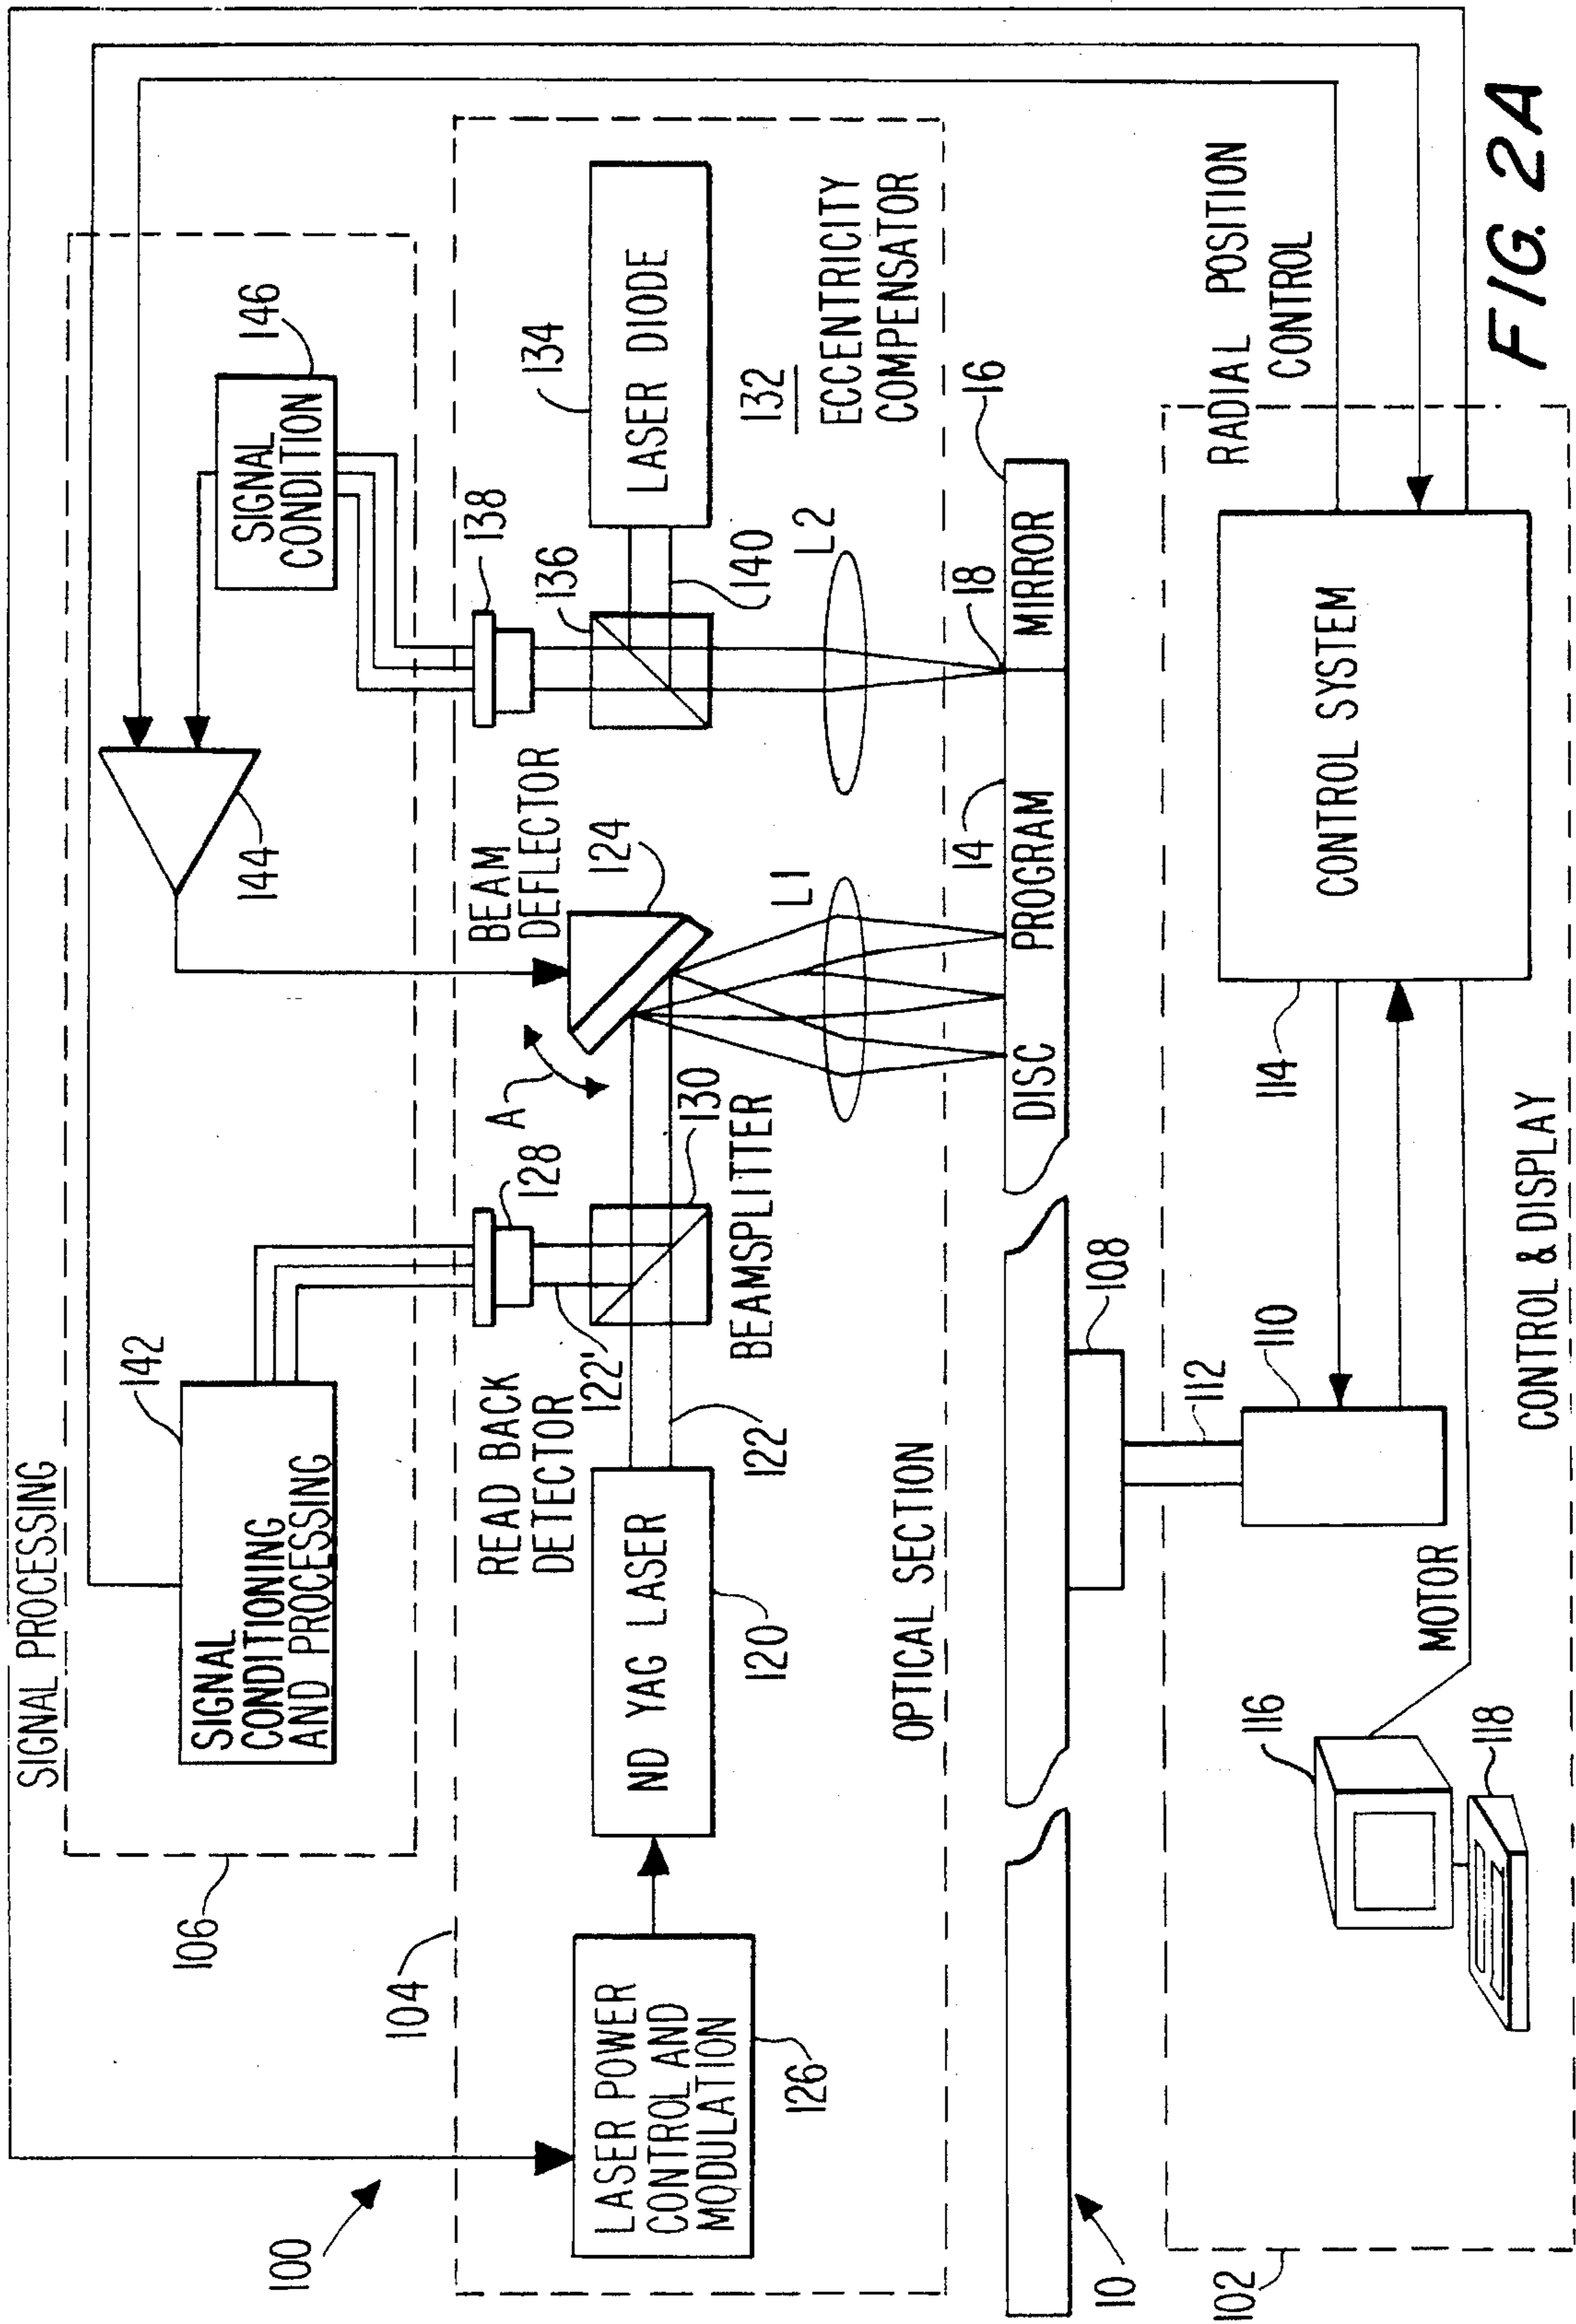 SIGNAL PROCESSING
106
142
SIGNAL
CONDITIONING
AND PROCESSING
144
SIGNAL
CONDITION
146
100
104
LASER POWER
CONTROL AND
MODULATION
126
ND YAG LASER
120
READ BACK
DETECTOR
122'
122
128
130
BEAMSPLITTER
A
BEAM
DEFLECTOR
124
L1
138
136
140
L2
134
LASER DIODE
132
ECCENTRICITY
COMPENSATOR
OPTICAL SECTION
10
DISC
PROGRAM
14
18
MIRROR
16
108
102
116
118
MOTOR
112
110
CONTROL & DISPLAY
114
CONTROL SYSTEM
RADIAL POSITION
CONTROL
FIG. 2A